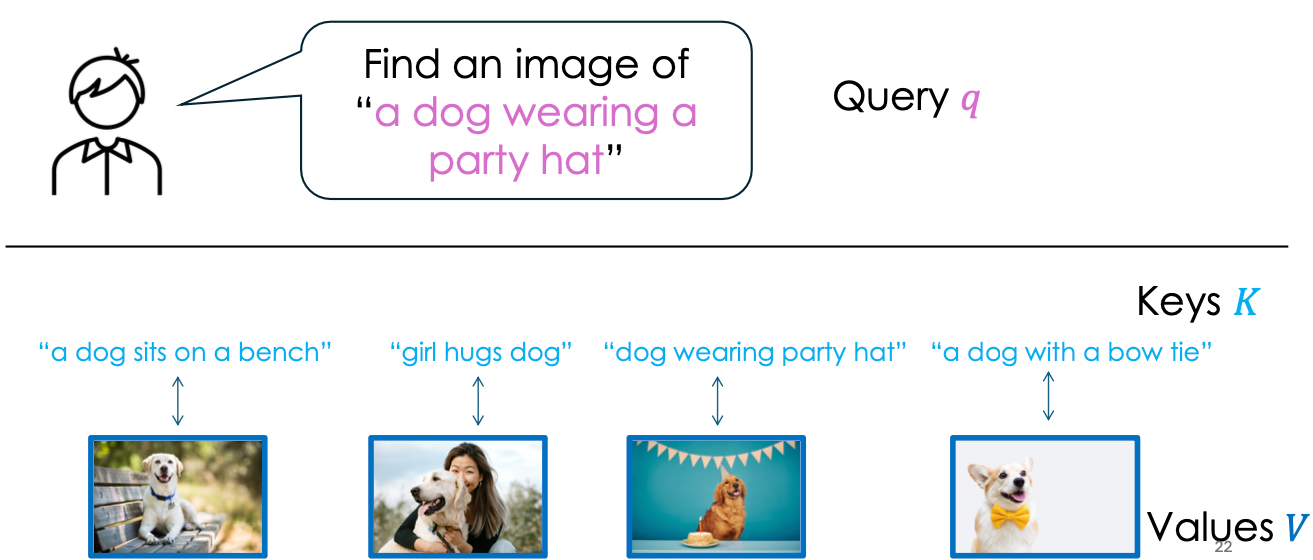 Find an image of
“a dog wearing a
party hat”
Query q
Keys K
“a dog sits on a bench”
“girl hugs dog”
“dog wearing party hat”
“a dog with a bow tie”
Values V
22